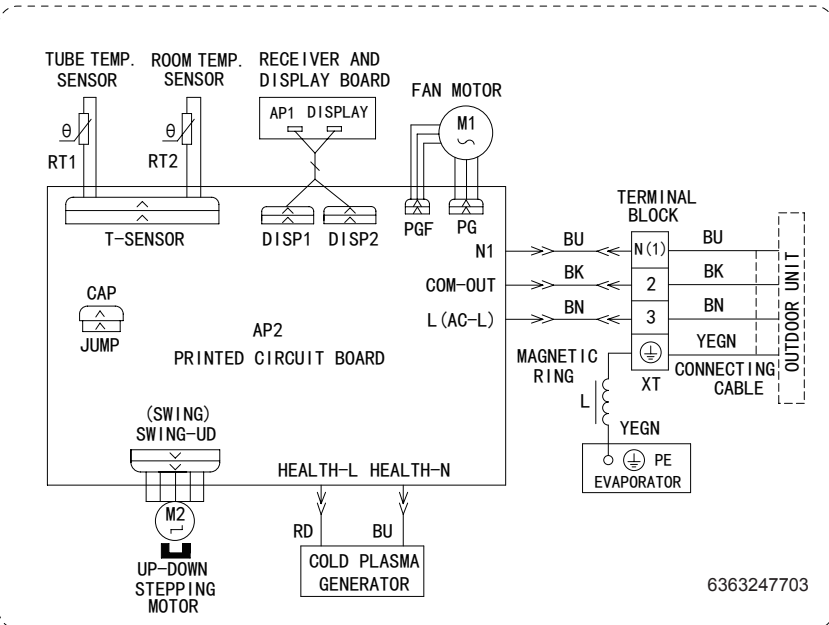 TUBE TEMP.
SENSOR
ROOM TEMP.
SENSOR
RECEIVER AND
DISPLAY BOARD
FAN MOTOR
AP1 DISPLAY
M1
θ
RT1
θ
RT2
T-SENSOR
DISP1
DISP2
PGF
PG
TERMINAL
BLOCK
N1
BU
N(1)
BU
COM-OUT
BK
2
BK
L(AC-L)
BN
3
BN
YEGN
XT
CONNECTING
CABLE
OUTDOOR UNIT
CAP
JUMP
AP2
PRINTED CIRCUIT BOARD
MAGNETIC
RING
L
YEGN
PE
EVAPORATOR
(SWING)
SWING-UD
M2
UP-DOWN
STEPPING
MOTOR
HEALTH-L
HEALTH-N
RD
BU
COLD PLASMA
GENERATOR
6363247703